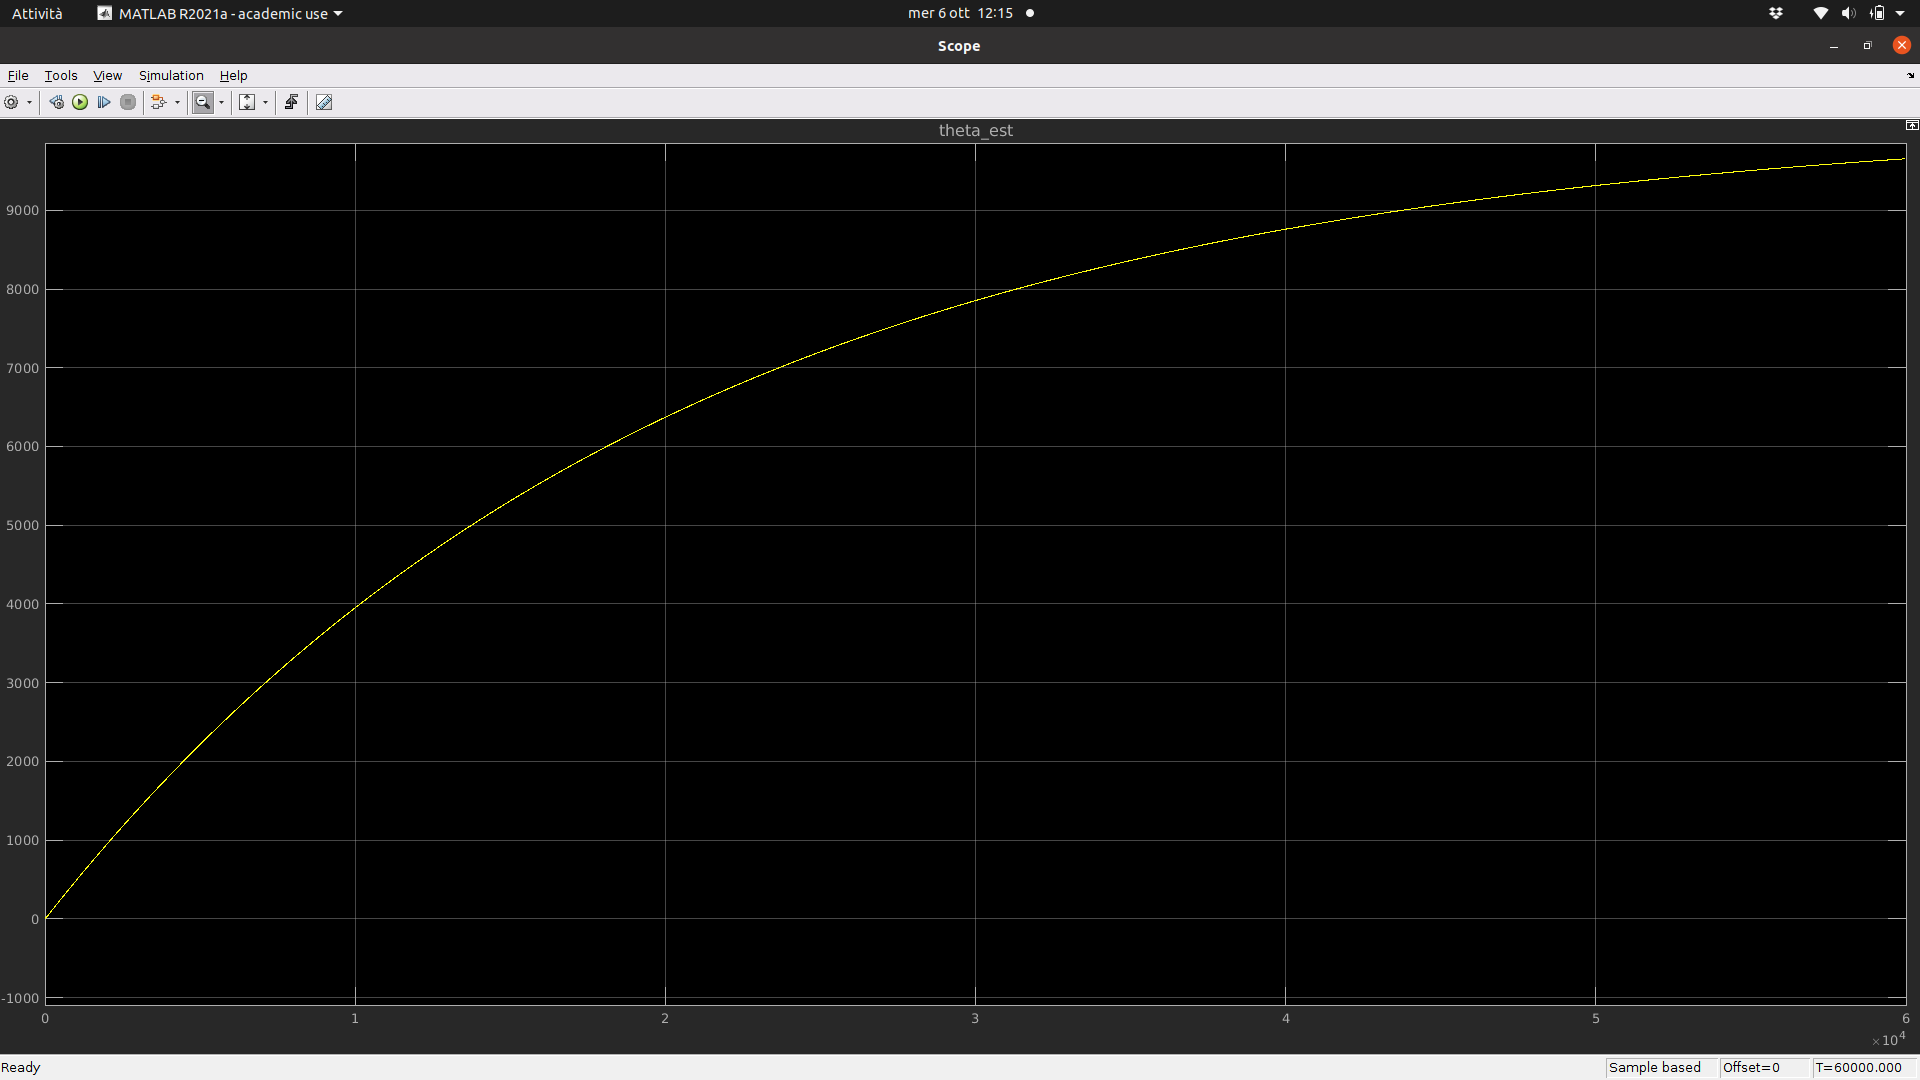 Attività MATLAB R2021a - academic use mer 6 ott 12:15
Scope
File Tools View Simulation Help
theta_est
9000
8000
7000
6000
5000
4000
3000
2000
1000
0
-1000
0 1 2 3 4 5 6
×10⁴
Ready Sample based Offset=0 T=60000.000